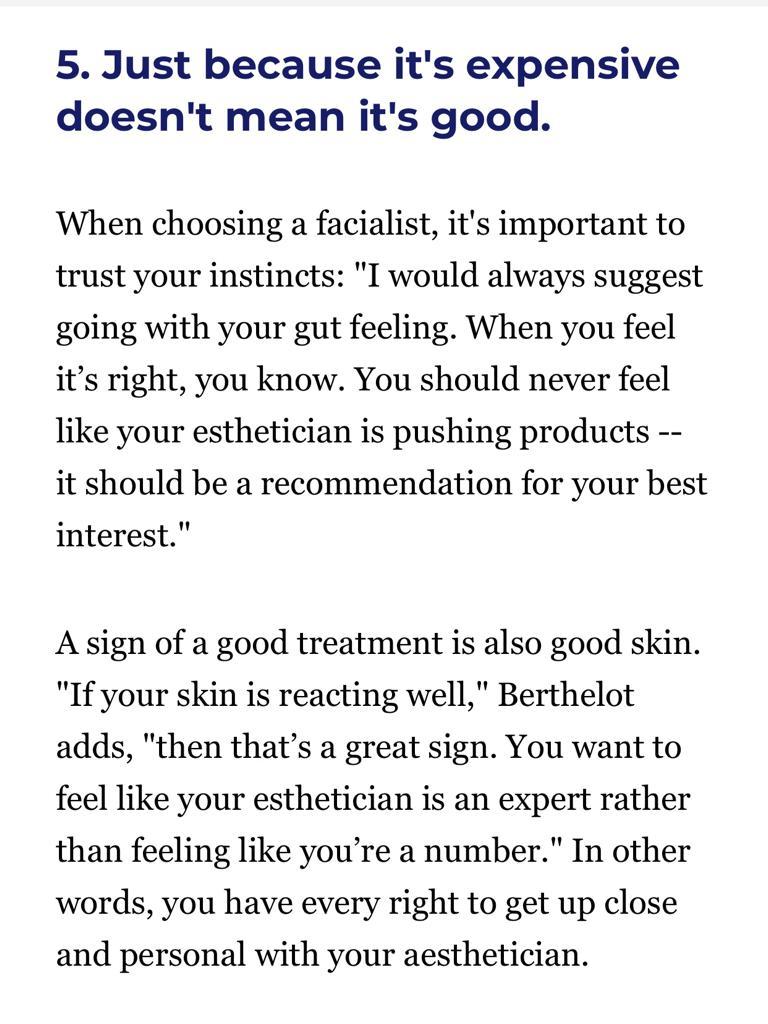 5. Just because it's expensive
doesn't mean it's good.
When choosing a facialist, it's important to
trust your instincts: "I would always suggest
going with your gut feeling. When you feel
it’s right, you know. You should never feel
like your esthetician is pushing products --
it should be a recommendation for your best
interest."
A sign of a good treatment is also good skin.
"If your skin is reacting well," Berthelot
adds, "then that’s a great sign. You want to
feel like your esthetician is an expert rather
than feeling like you’re a number." In other
words, you have every right to get up close
and personal with your aesthetician.